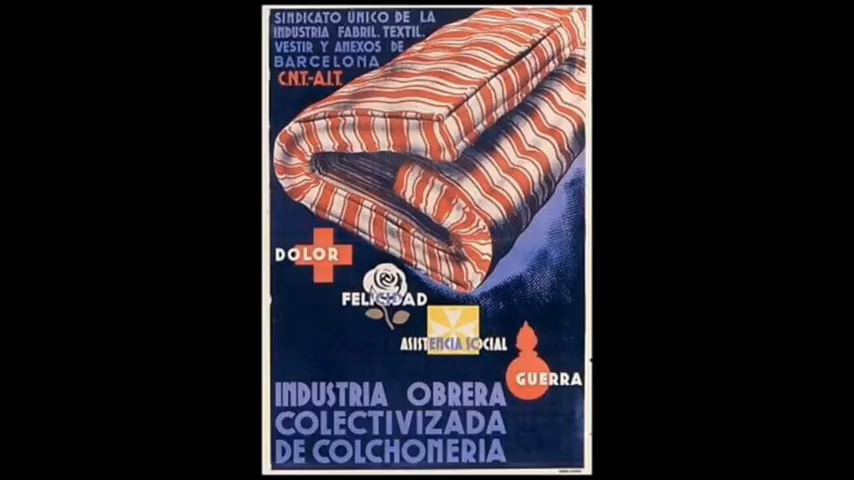 SINDICATO ÚNICO DE LA
INDUSTRIA FABRIL. TEXTIL.
VESTIR Y ANEXOS DE
BARCELONA
C.N.T.-A.I.T.
DOLOR
FELICIDAD
ASISTENCIA SOCIAL
GUERRA
INDUSTRIA OBRERA
COLECTIVIZADA
DE COLCHONERIA